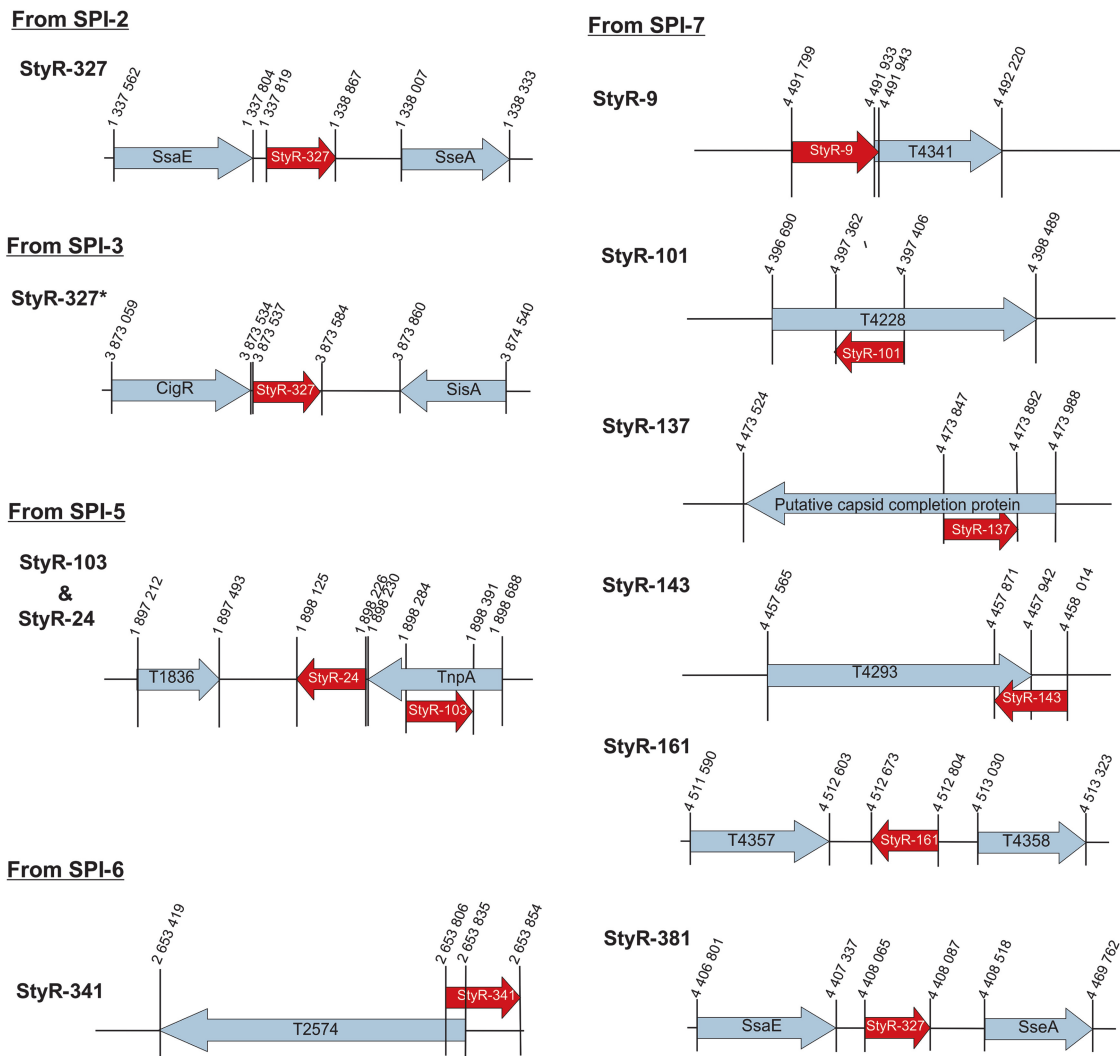 From SPI-2
StyR-327
1 337 562
1 337 804
1 337 819
1 338 867
1 338 007
1 338 333
SsaE
StyR-327
SseA
From SPI-3
StyR-327*
3 873 059
3 873 534
3 873 537
3 873 584
3 873 860
3 874 540
CigR
StyR-327
SisA
From SPI-5
StyR-103
&
StyR-24
1 897 212
1 897 493
1 898 125
1 898 226
1 898 230
1 898 284
1 898 391
1 898 688
T1836
StyR-24
TnpA
StyR-103
From SPI-6
StyR-341
2 653 419
2 653 806
2 653 835
2 653 854
StyR-341
T2574
From SPI-7
StyR-9
4 491 799
4 491 933
4 491 943
4 492 220
StyR-9
T4341
StyR-101
4 396 690
4 397 362
4 397 406
4 398 489
T4228
StyR-101
StyR-137
4 473 524
4 473 847
4 473 892
4 473 988
Putative capsid completion protein
StyR-137
StyR-143
4 457 565
4 457 871
4 457 942
4 458 014
T4293
StyR-143
StyR-161
4 511 590
4 512 603
4 512 673
4 512 804
4 513 030
4 513 323
T4357
StyR-161
T4358
StyR-381
4 406 801
4 407 337
4 408 065
4 408 087
4 408 518
4 469 762
SsaE
StyR-327
SseA